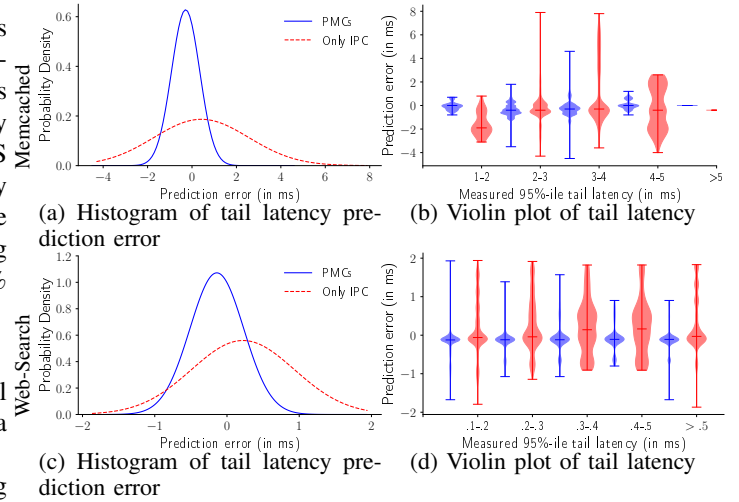 Memcached
Probability Density
0.6
0.4
0.2
0.0
PMCs
Only IPC
−4 −2 0 2 4 6 8
Prediction error (in ms)
(a) Histogram of tail latency pre-
diction error
Prediction error (in ms)
8
6
4
2
0
−2
−4
1-2 2-3 3-4 4-5 >5
Measured 95%-ile tail latency (in ms)
(b) Violin plot of tail latency
Web-Search
Probability Density
1.2
1.0
0.8
0.6
0.4
0.2
0.0
PMCs
Only IPC
−2 −1 0 1 2
Prediction error (in ms)
(c) Histogram of tail latency pre-
diction error
Prediction error (in ms)
2
1
0
−1
−2
.1-.2 .2-.3 .3-.4 .4-.5 > .5
Measured 95%-ile tail latency (in ms)
(d) Violin plot of tail latency